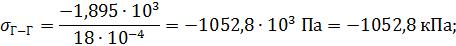 σ_Г−Г = −1,895 · 10³ / 18 · 10⁻⁴ = −1052,8 · 10³ Па = −1052,8 кПа;